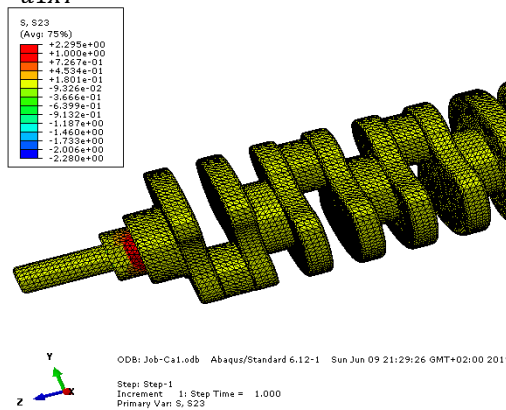 S, S23
(Avg: 75%)
+2.295e+00
+1.000e+00
+7.267e-01
+4.534e-01
+1.801e-01
-9.326e-02
-3.666e-01
-6.399e-01
-9.132e-01
-1.187e+00
-1.460e+00
-1.733e+00
-2.006e+00
-2.280e+00
Y
Z
X
ODB: Job-Ca1.odb Abaqus/Standard 6.12-1 Sun Jun 09 21:29:26 GMT+02:00 201
Step: Step-1
Increment 1: Step Time = 1.000
Primary Var: S, S23